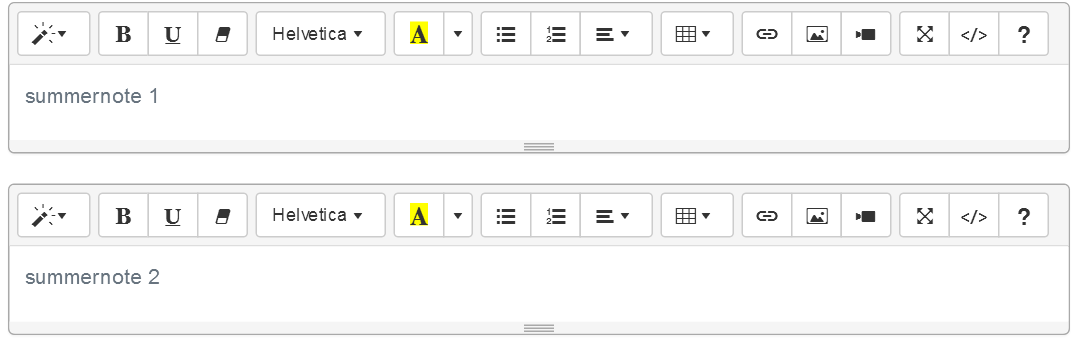 B U Helvetica A </> ?
summernote 1
B U Helvetica A </> ?
summernote 2